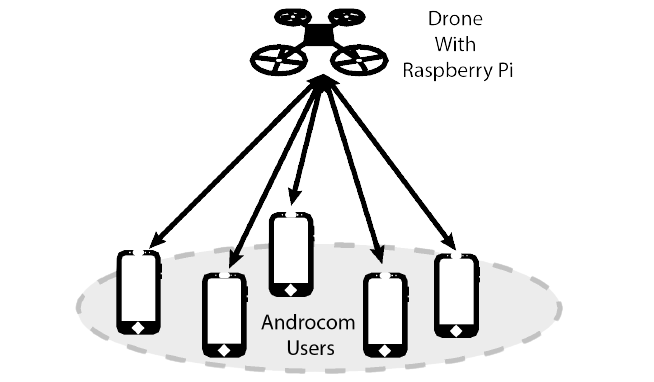 Drone
With
Raspberry Pi
Androcom
Users